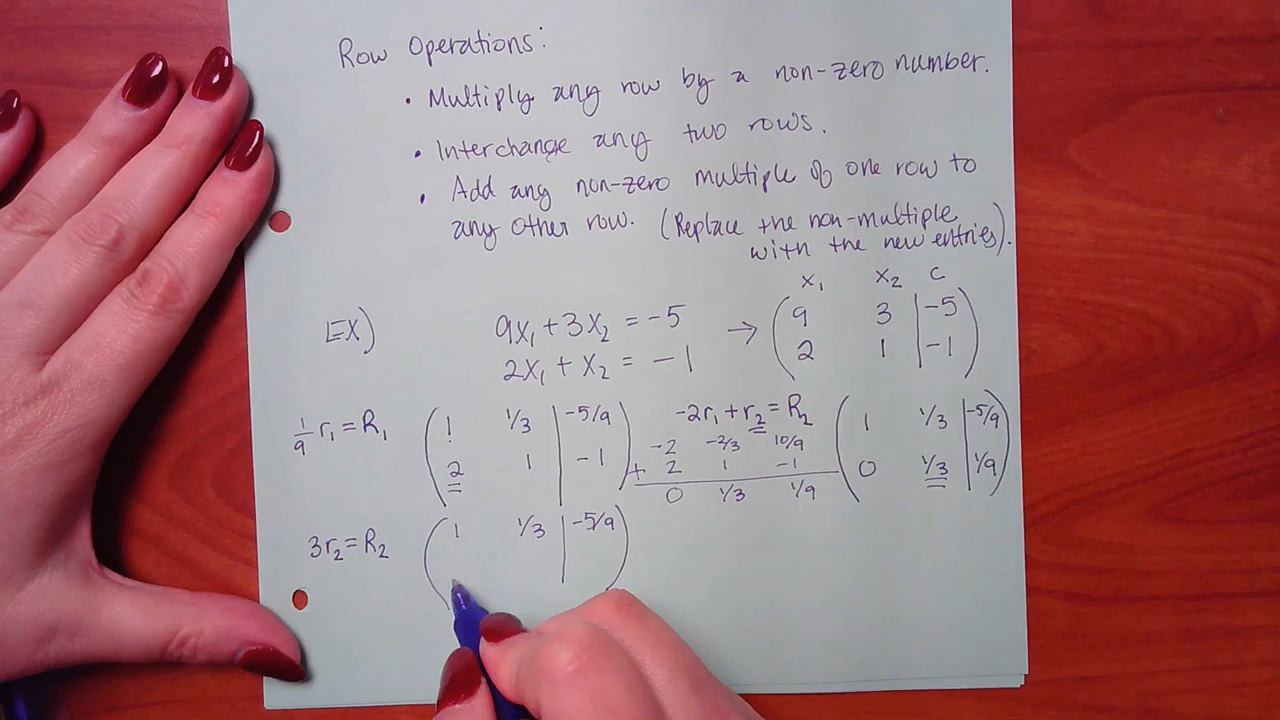 Row Operations:
• Multiply any row by a non-zero number.
• Interchange any two rows.
• Add any non-zero multiple of one row to
any other row. (Replace the non-multiple
with the new entries).
x₁ x₂ c
EX) 9x₁ + 3x₂ = -5 → ( 9 3 | -5 )
2x₁ + x₂ = -1 ( 2 1 | -1 )
1/9 r₁ = R₁ ( 1 1/3 | -5/9 ) -2r₁ + r₂ = R₂ ( 1 1/3 | -5/9 )
-2 -2/3 10/9
( 2 1 | -1 ) + 2 1 -1 ( 0 1/3 | 1/9 )
0 1/3 1/9
3r₂ = R₂ ( 1 1/3 | -5/9 )